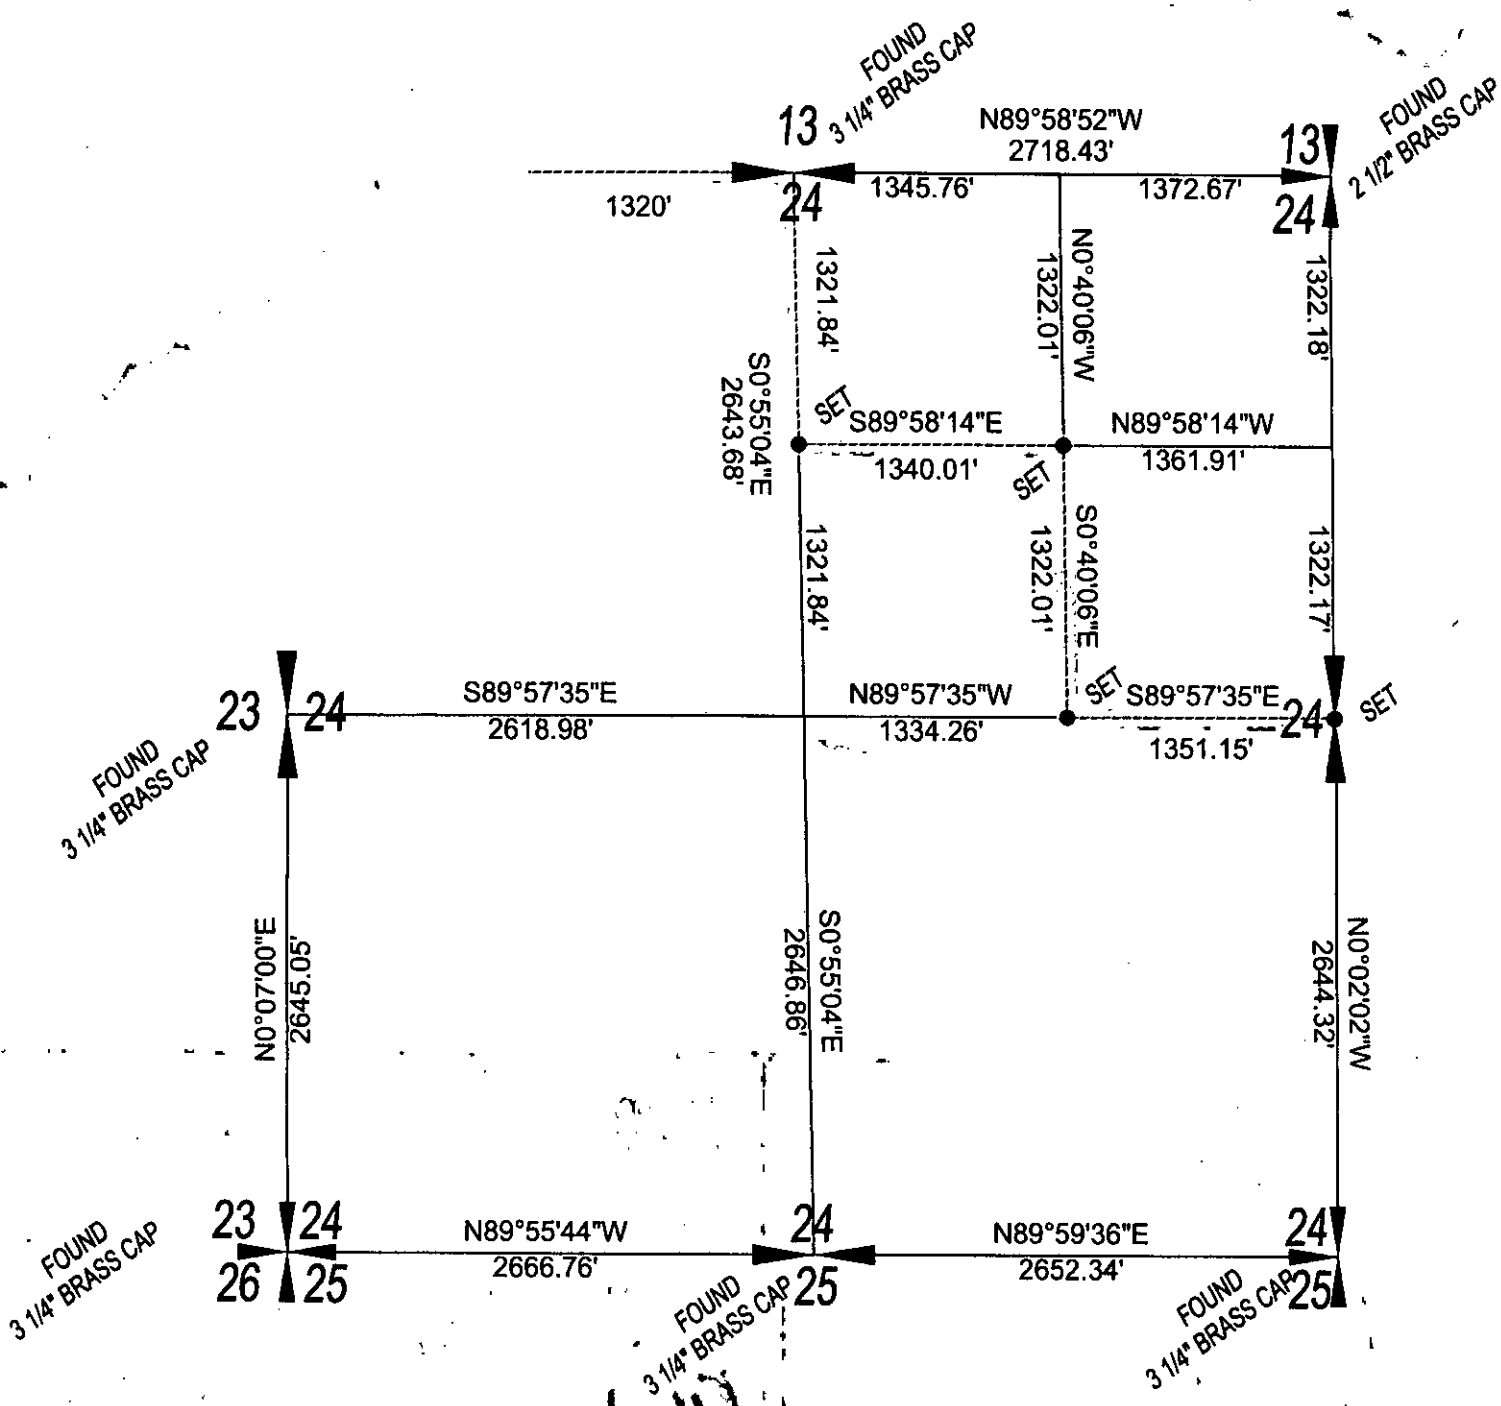 FOUND
3 1/4" BRASS CAP
FOUND
2 1/2" BRASS CAP
13
N89°58'52"W
2718.43'
13
1320'
24
1345.76'
1372.67'
24
1321.84'
N0°40'06"W
1322.01'
1322.18'
S0°55'04"E
2643.68'
SET
S89°58'14"E
1340.01'
N89°58'14"W
1361.91'
SET
1321.84'
S0°40'06"E
1322.01'
1322.17'
23
24
S89°57'35"E
2618.98'
N89°57'35"W
1334.26'
SET
S89°57'35"E
1351.15'
24
SET
FOUND
3 1/4" BRASS CAP
N0°07'00"E
2645.05'
S0°55'04"E
2646.86'
N0°02'02"W
2644.32'
23
24
N89°55'44"W
2666.76'
24
N89°59'36"E
2652.34'
24
26
25
25
25
FOUND
3 1/4" BRASS CAP
FOUND
3 1/4" BRASS CAP
FOUND
3 1/4" BRASS CAP